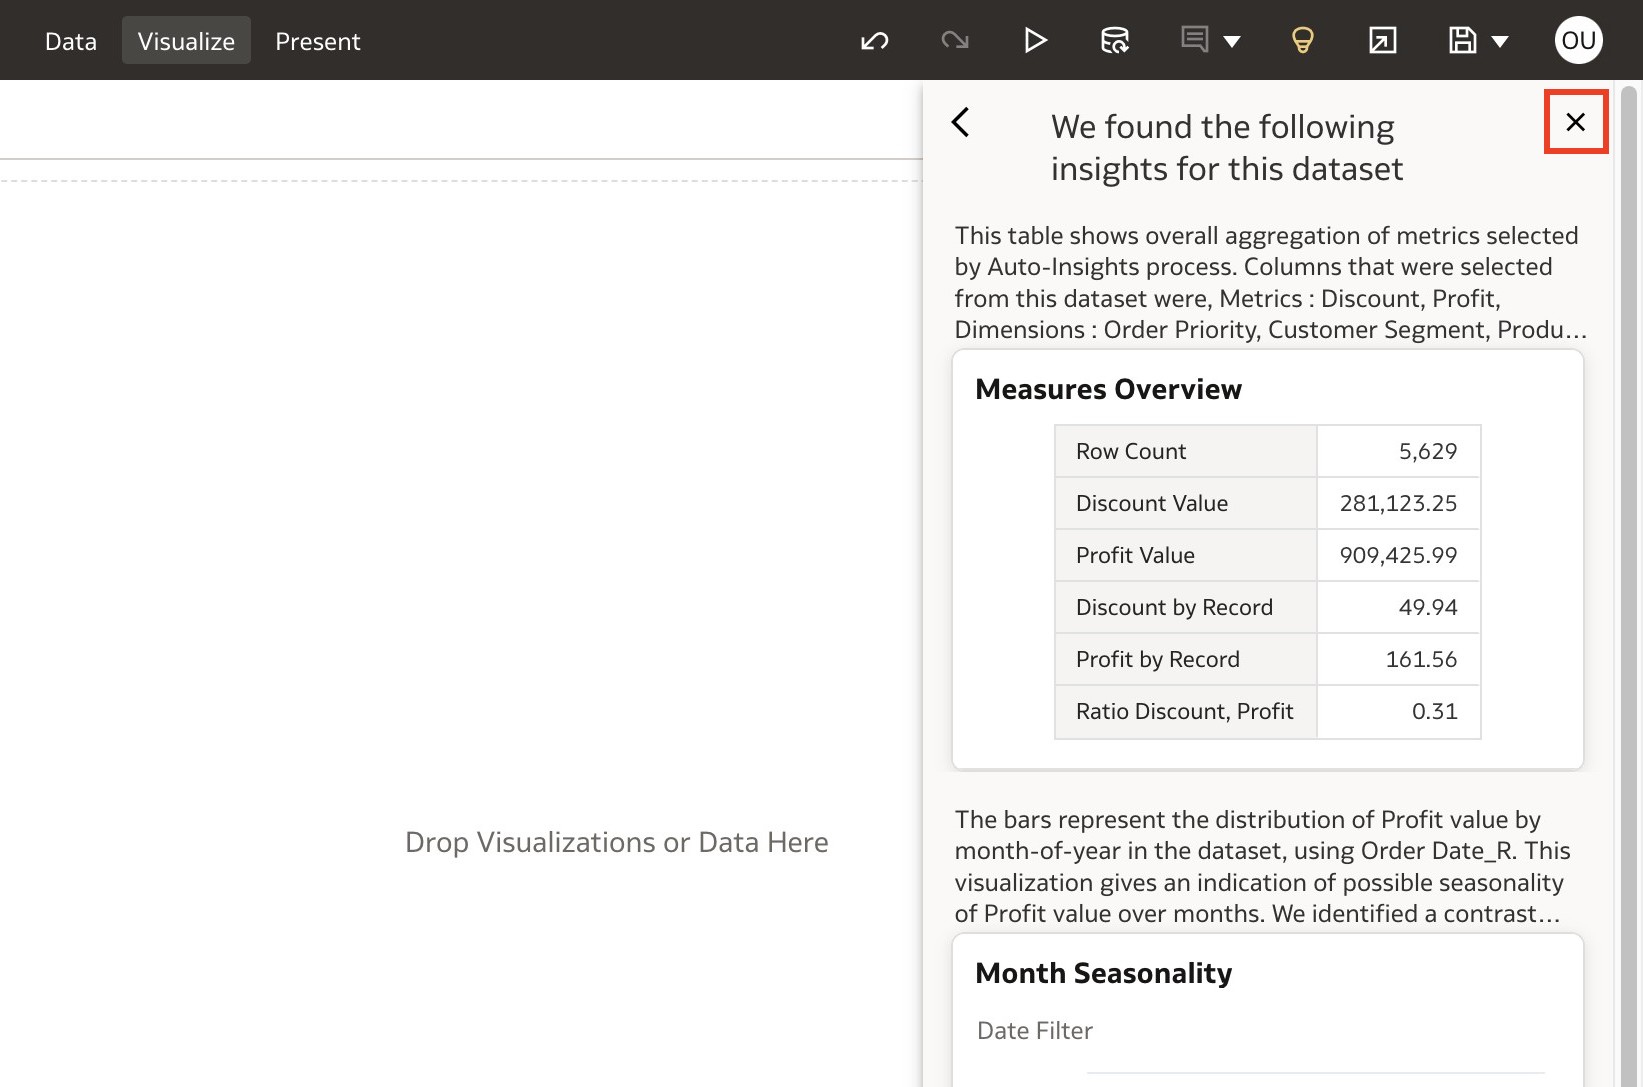 Data Visualize Present OU
We found the following
insights for this dataset
This table shows overall aggregation of metrics selected
by Auto-Insights process. Columns that were selected
from this dataset were, Metrics : Discount, Profit,
Dimensions : Order Priority, Customer Segment, Produ...
Measures Overview
Row Count 5,629
Discount Value 281,123.25
Profit Value 909,425.99
Discount by Record 49.94
Profit by Record 161.56
Ratio Discount, Profit 0.31
Drop Visualizations or Data Here
The bars represent the distribution of Profit value by
month-of-year in the dataset, using Order Date_R. This
visualization gives an indication of possible seasonality
of Profit value over months. We identified a contrast...
Month Seasonality
Date Filter